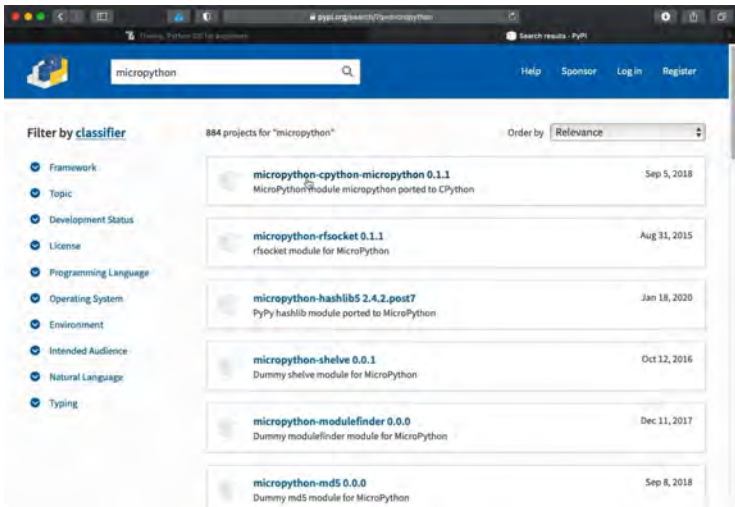 pypi.org/search/?q=micropython
Thonny, Python IDE for beginners
Search results · PyPI
micropython
Help Sponsor Log in Register
Filter by classifier
Framework
Topic
Development Status
License
Programming Language
Operating System
Environment
Intended Audience
Natural Language
Typing
884 projects for "micropython"
Order by Relevance
micropython-cpython-micropython 0.1.1 Sep 5, 2018
MicroPython module micropython ported to CPython
micropython-rfsocket 0.1.1 Aug 31, 2015
rfsocket module for MicroPython
micropython-hashlib5 2.4.2.post7 Jan 18, 2020
PyPy hashlib module ported to MicroPython
micropython-shelve 0.0.1 Oct 12, 2016
Dummy shelve module for MicroPython
micropython-modulefinder 0.0.0 Dec 11, 2017
Dummy modulefinder module for MicroPython
micropython-md5 0.0.0 Sep 8, 2018
Dummy md5 module for MicroPython